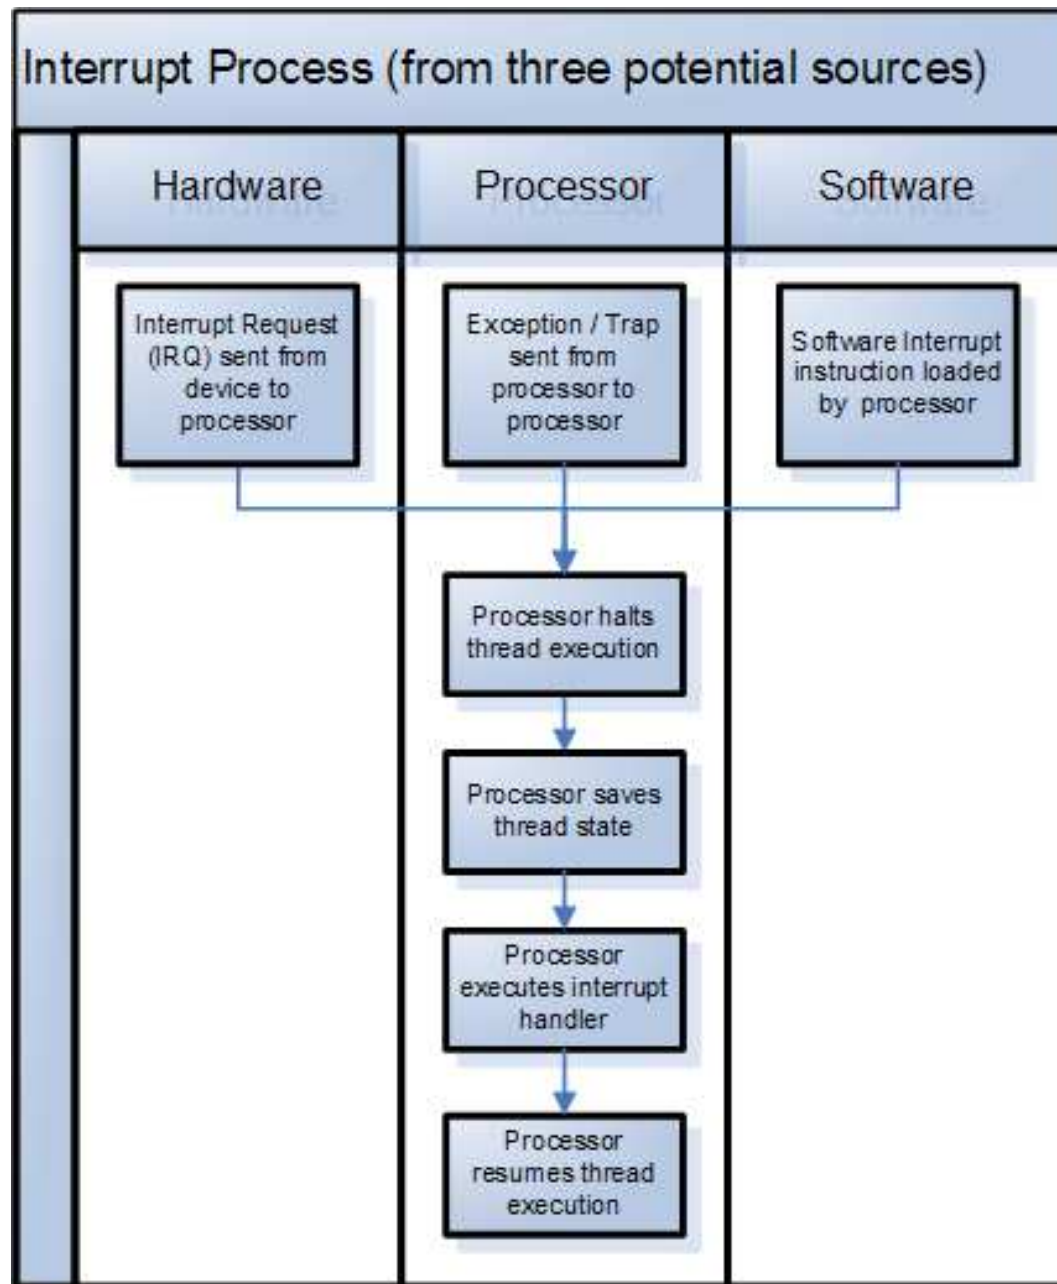 Interrupt Process (from three potential sources)
Hardware
Processor
Software
Interrupt Request
(IRQ) sent from
device to
processor
Exception / Trap
sent from
processor to
processor
Software Interrupt
instruction loaded
by processor
Processor halts
thread execution
Processor saves
thread state
Processor
executes interrupt
handler
Processor
resumes thread
execution